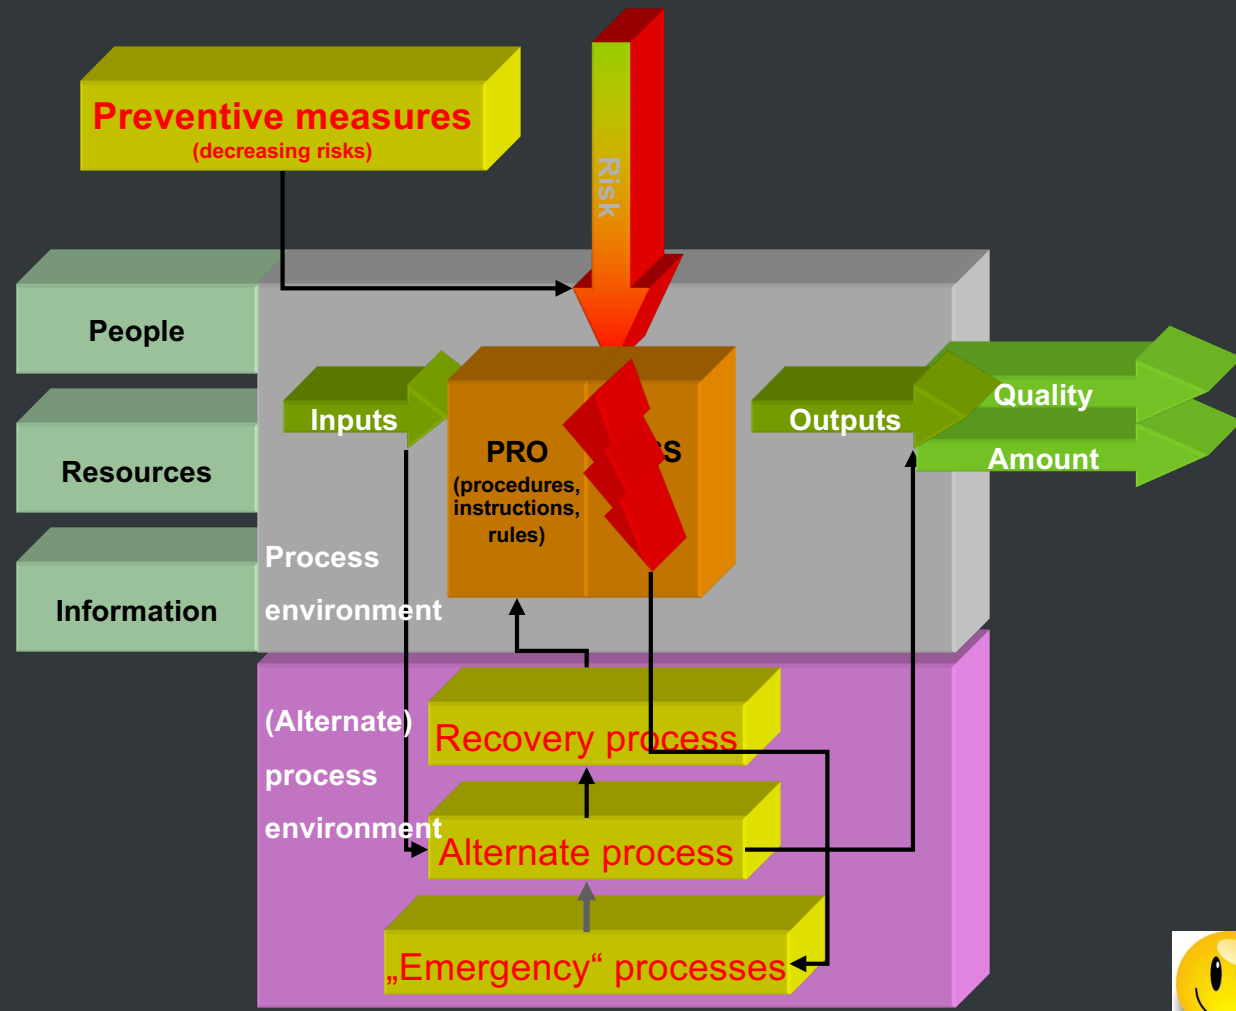 Preventive measures
(decreasing risks)
Risk
People
Resources
Information
Inputs
PRO
(procedures,
instructions,
rules)
Outputs
Quality
Amount
Process
environment
(Alternate)
process
environment
Recovery process
Alternate process
„Emergency“ processes